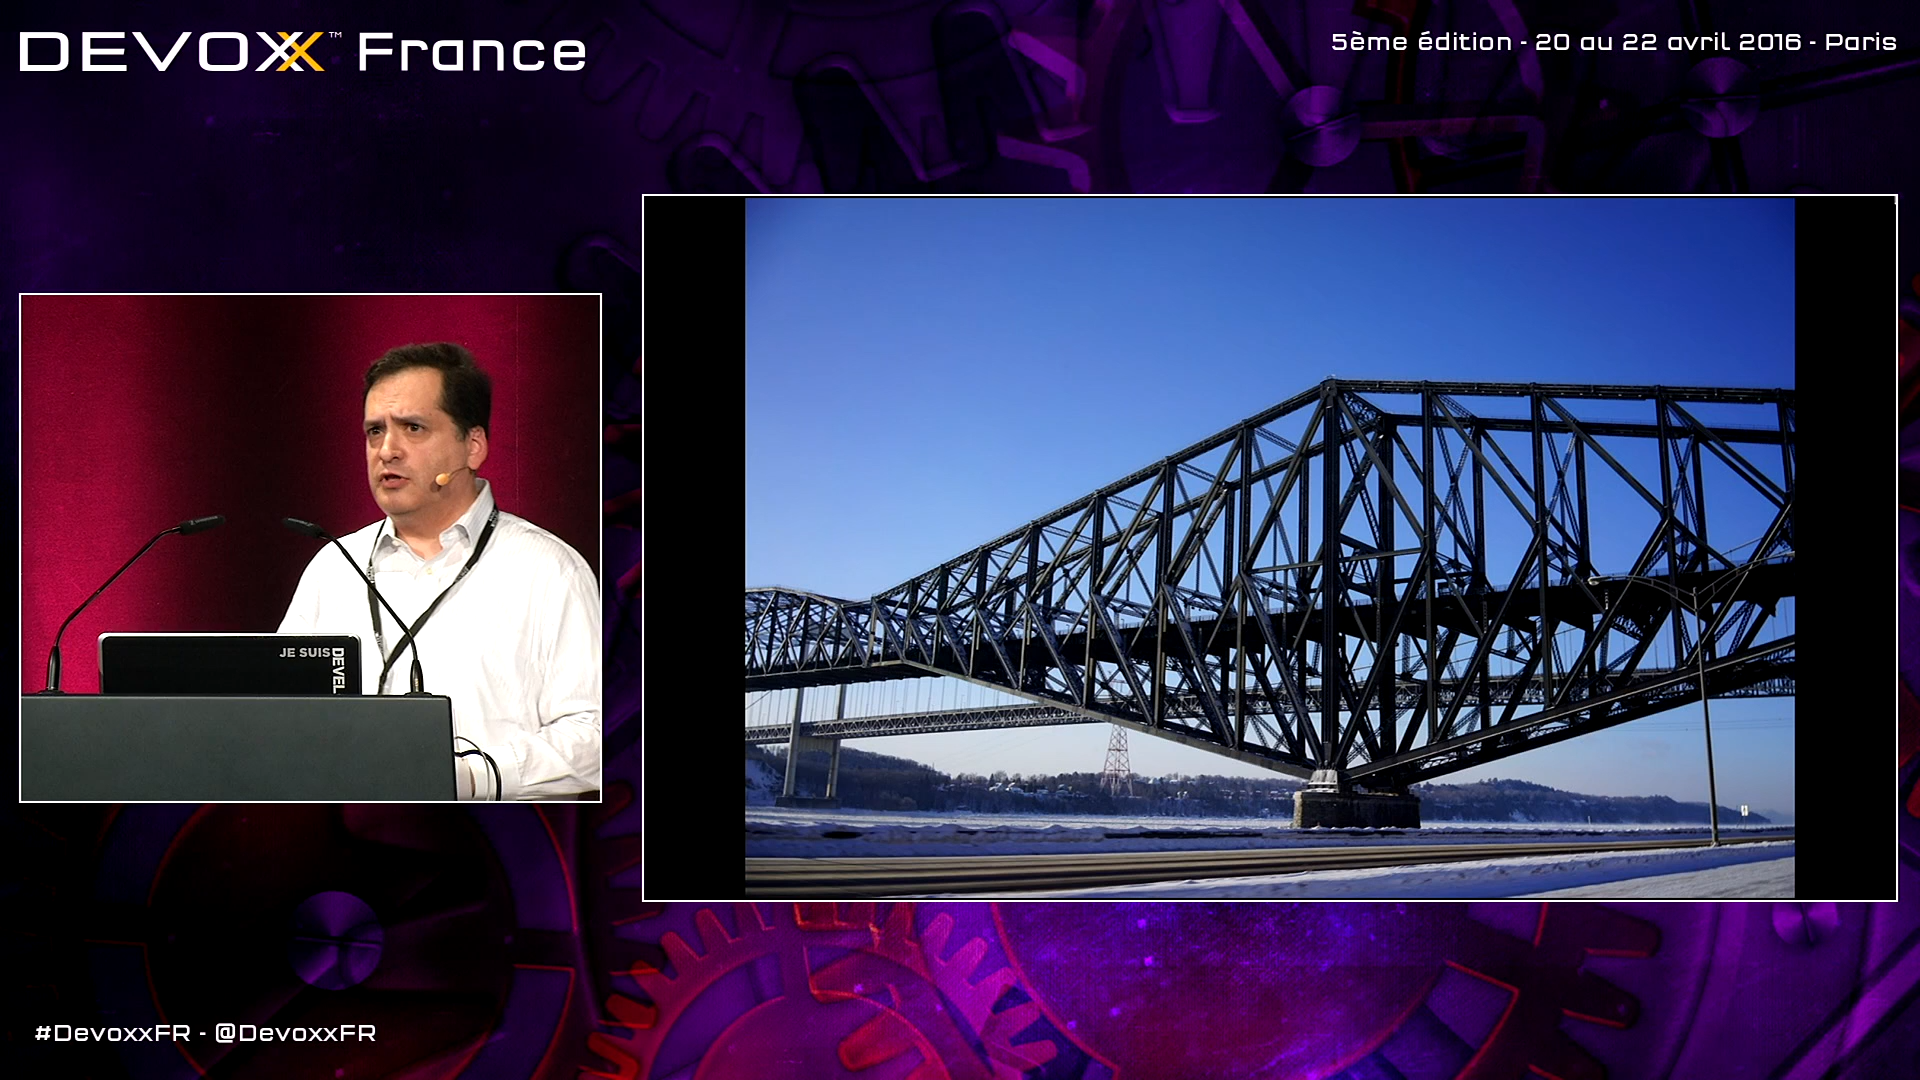 DEVOXX™ France
5ème édition - 20 au 22 avril 2016 - Paris
JE SUIS
DEVEL
#DevoxxFR - @DevoxxFR